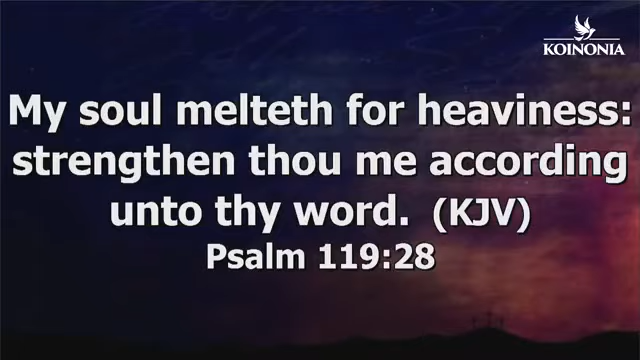 KOINONIA
My soul melteth for heaviness:
strengthen thou me according
unto thy word. (KJV)
Psalm 119:28